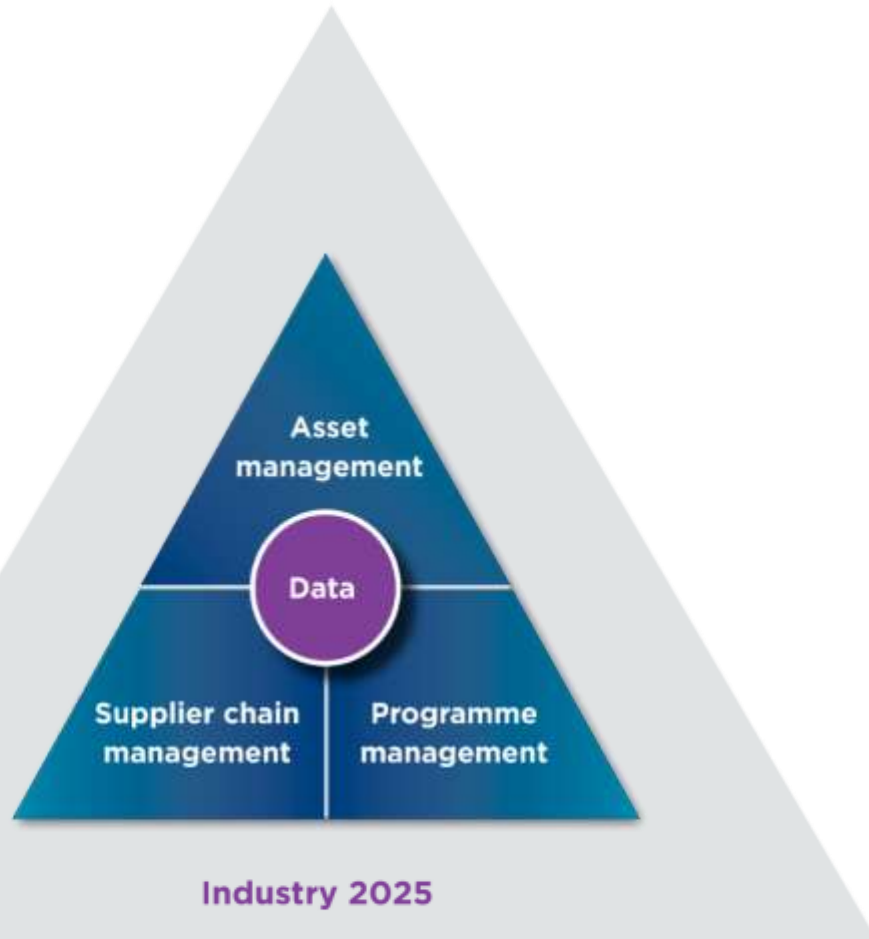 Asset
management
Data
Supplier chain
management
Programme
management
Industry 2025